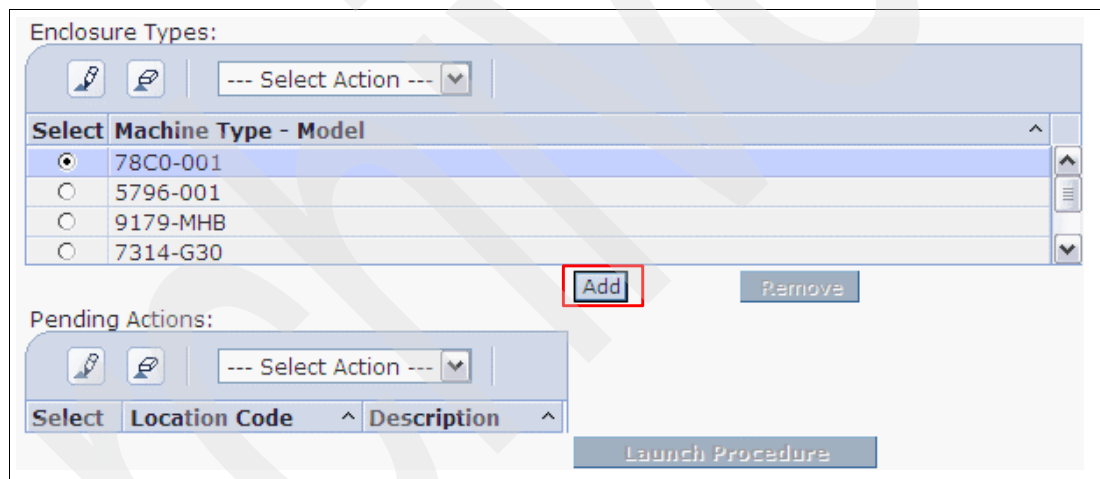 Enclosure Types:
--- Select Action ---
Select Machine Type - Model ^
78C0-001
5796-001
9179-MHB
7314-G30
Add Remove
Pending Actions:
--- Select Action ---
Select Location Code ^ Description ^
Launch Procedure